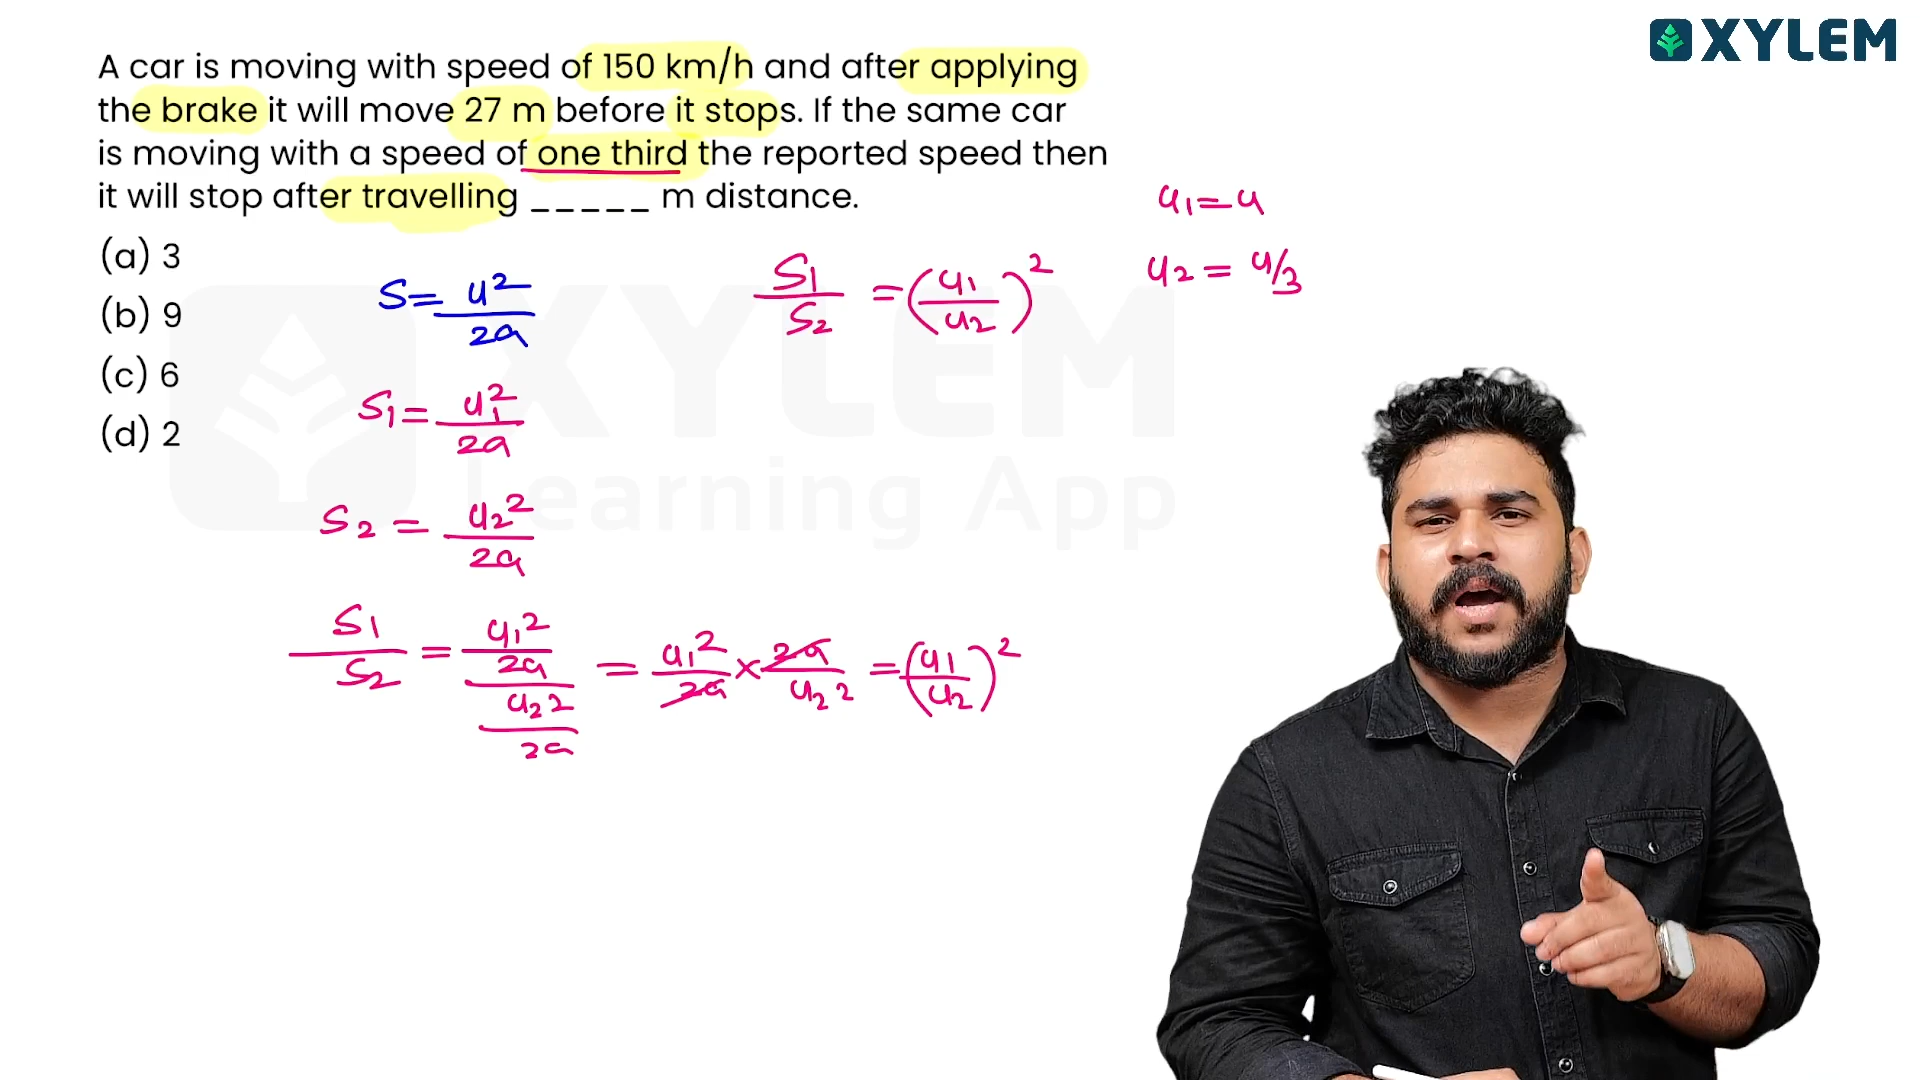 XYLEM
A car is moving with speed of 150 km/h and after applying
the brake it will move 27 m before it stops. If the same car
is moving with a speed of one third the reported speed then
it will stop after travelling _ _ _ _ _ m distance.
(a) 3
(b) 9
(c) 6
(d) 2
S = u²/2a
S₁ = u₁²/2a
S₂ = u₂²/2a
S₁/S₂ = (u₁²/2a)/(u₂²/2a) = u₁²/2a × 2a/u₂² = (u₁/u₂)²
S₁/S₂ = (u₁/u₂)²
u₁ = u
u₂ = u/3
XYLEM
Learning App